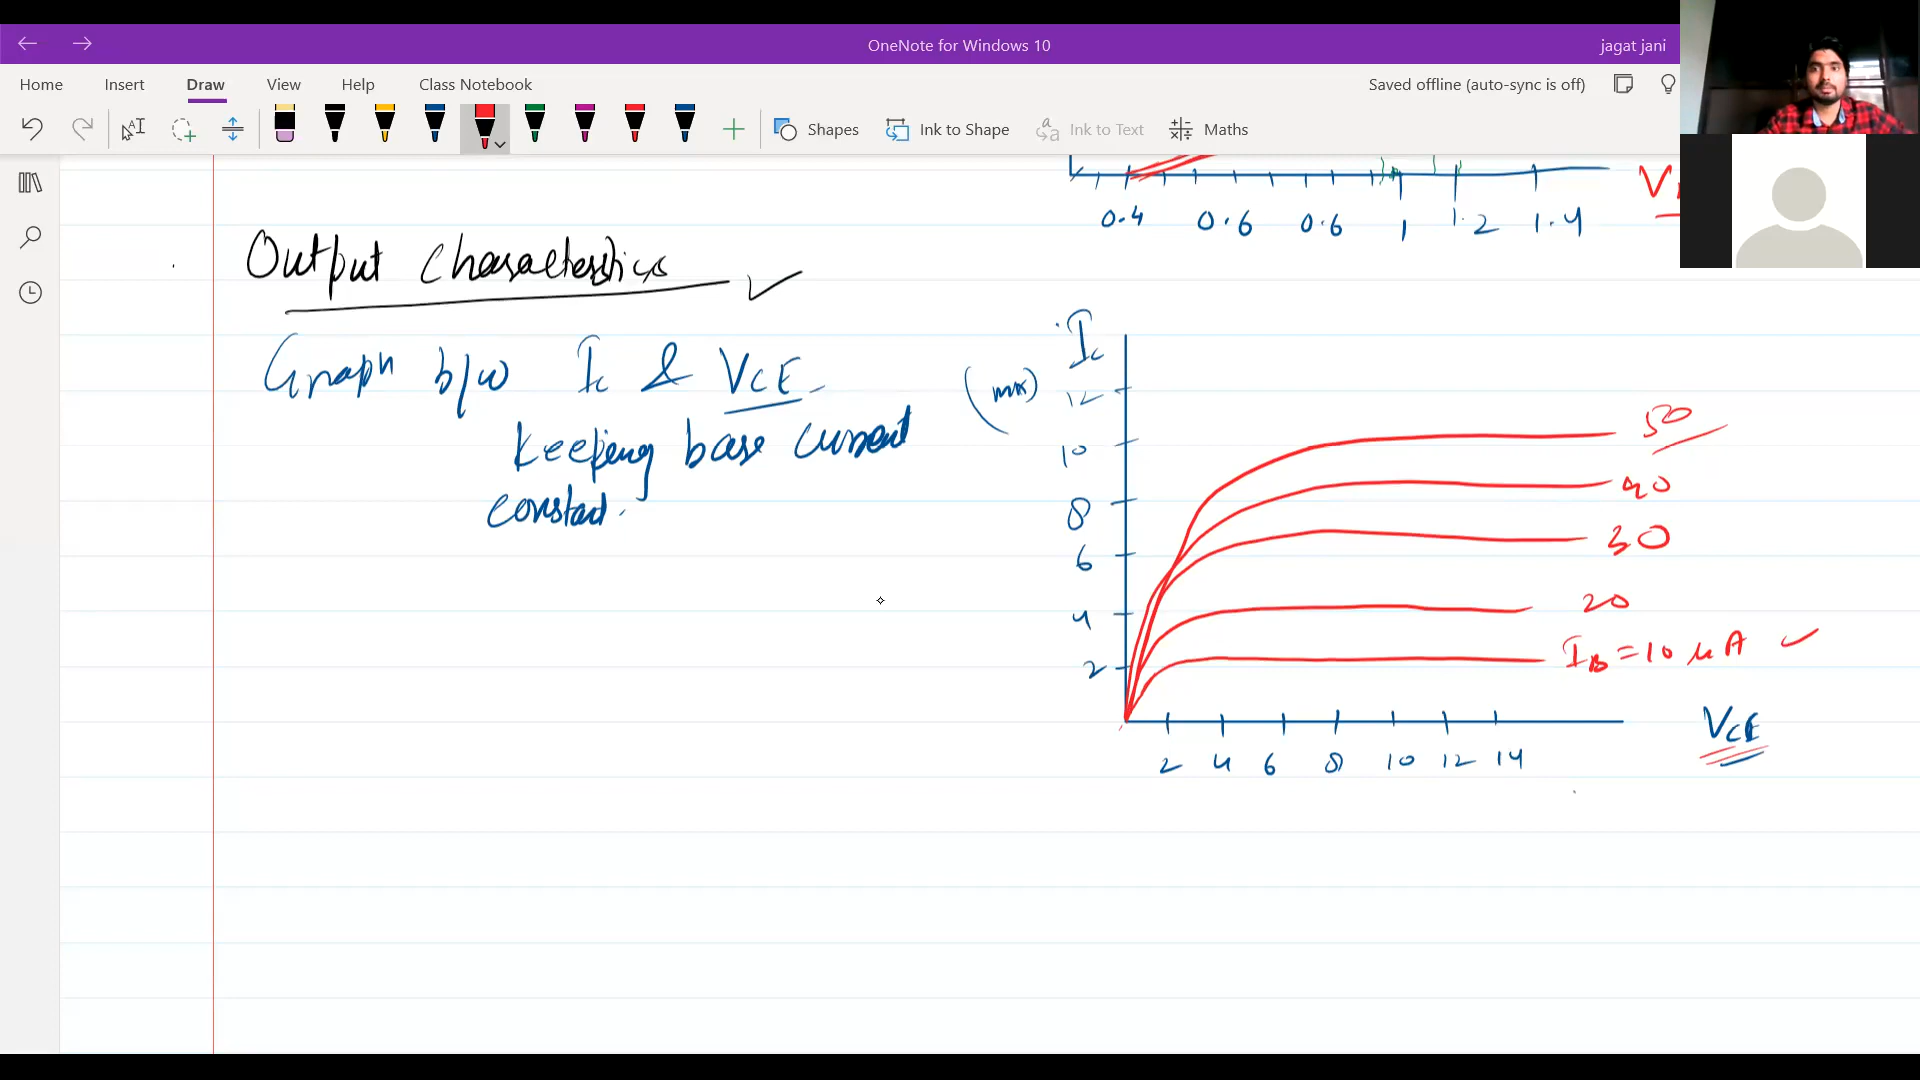 OneNote for Windows 10
jagat jani
Home Insert Draw View Help Class Notebook
Saved offline (auto-sync is off)
Shapes Ink to Shape Ink to Text Maths
0.4 0.6 0.6 1 1.2 1.4
Output Characteristics
Graph b/w Ic & VCE
keeping base current
constant.
Ic
12
10
8
6
4
2
50
40
30
20
IB = 10 μA
VCE
2 4 6 8 10 12 14